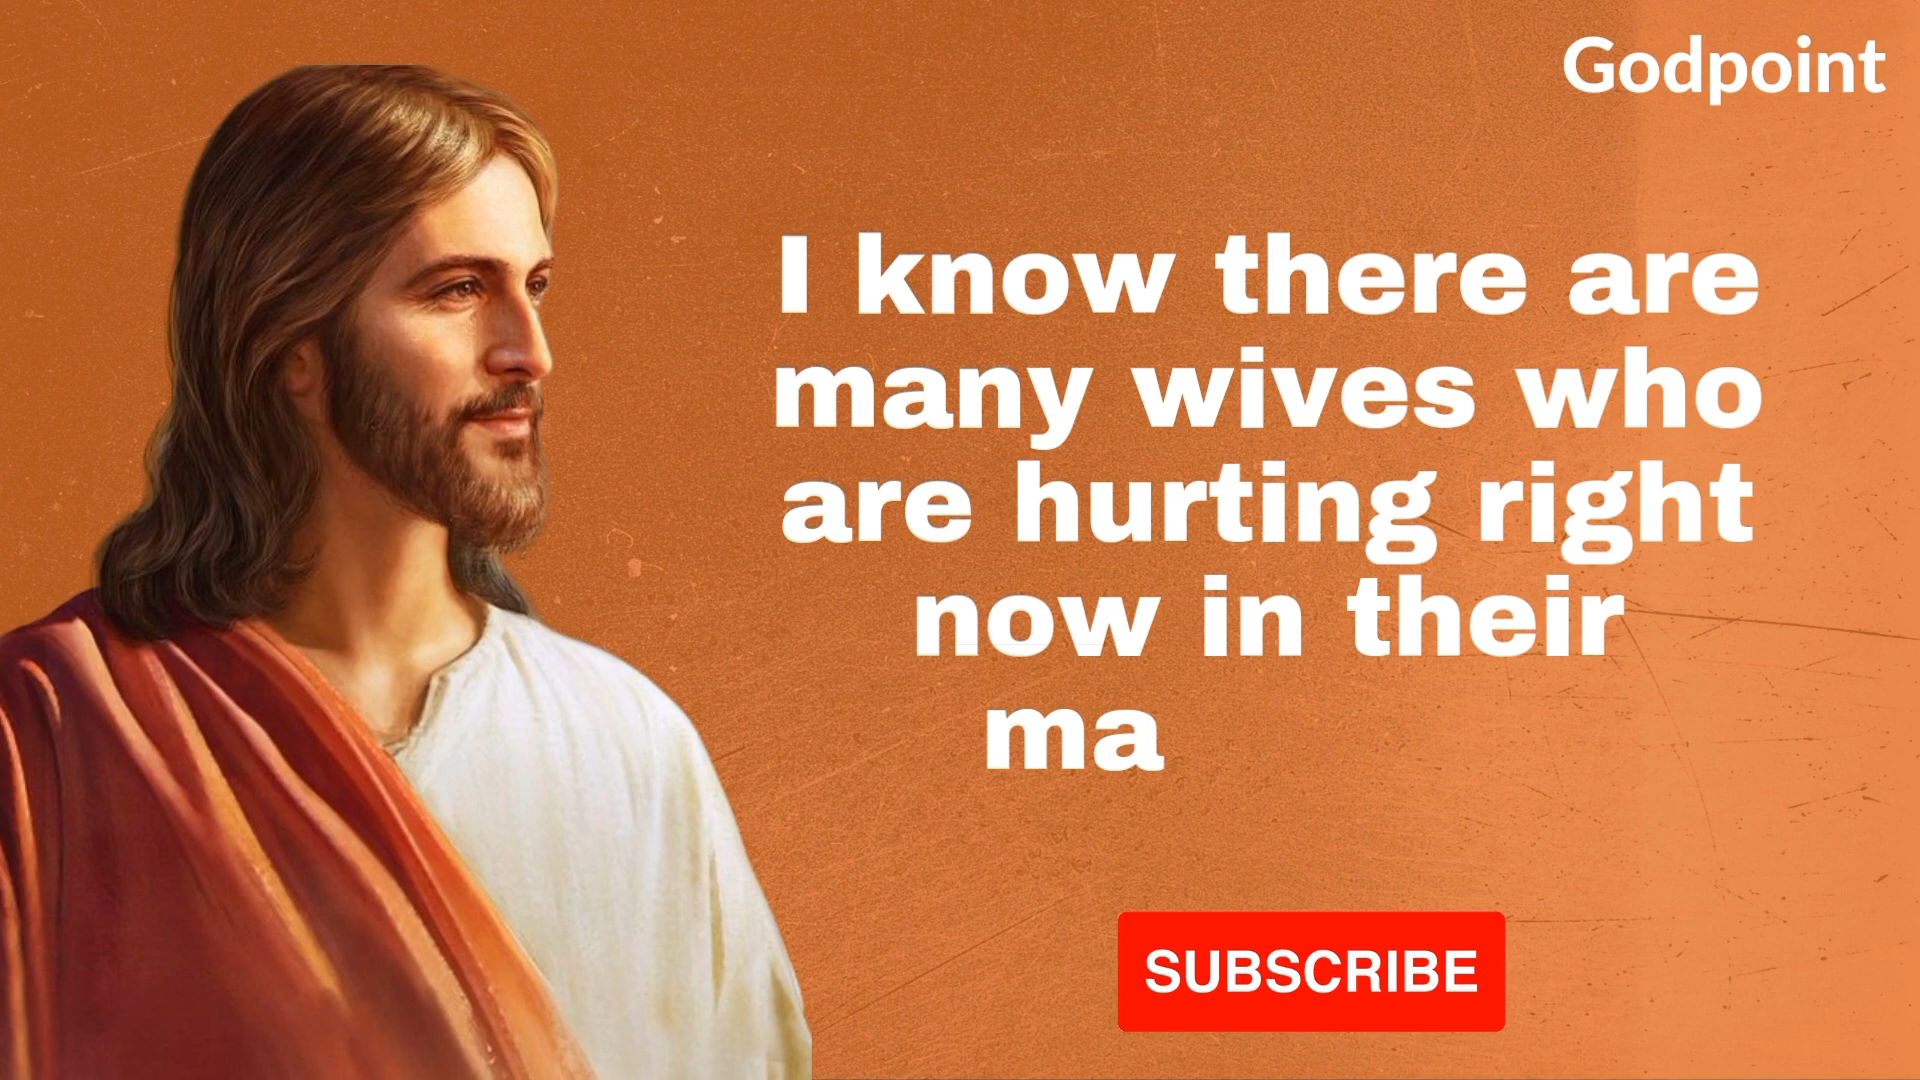 Godpoint
I know there are
many wives who
are hurting right
now in their
ma
SUBSCRIBE